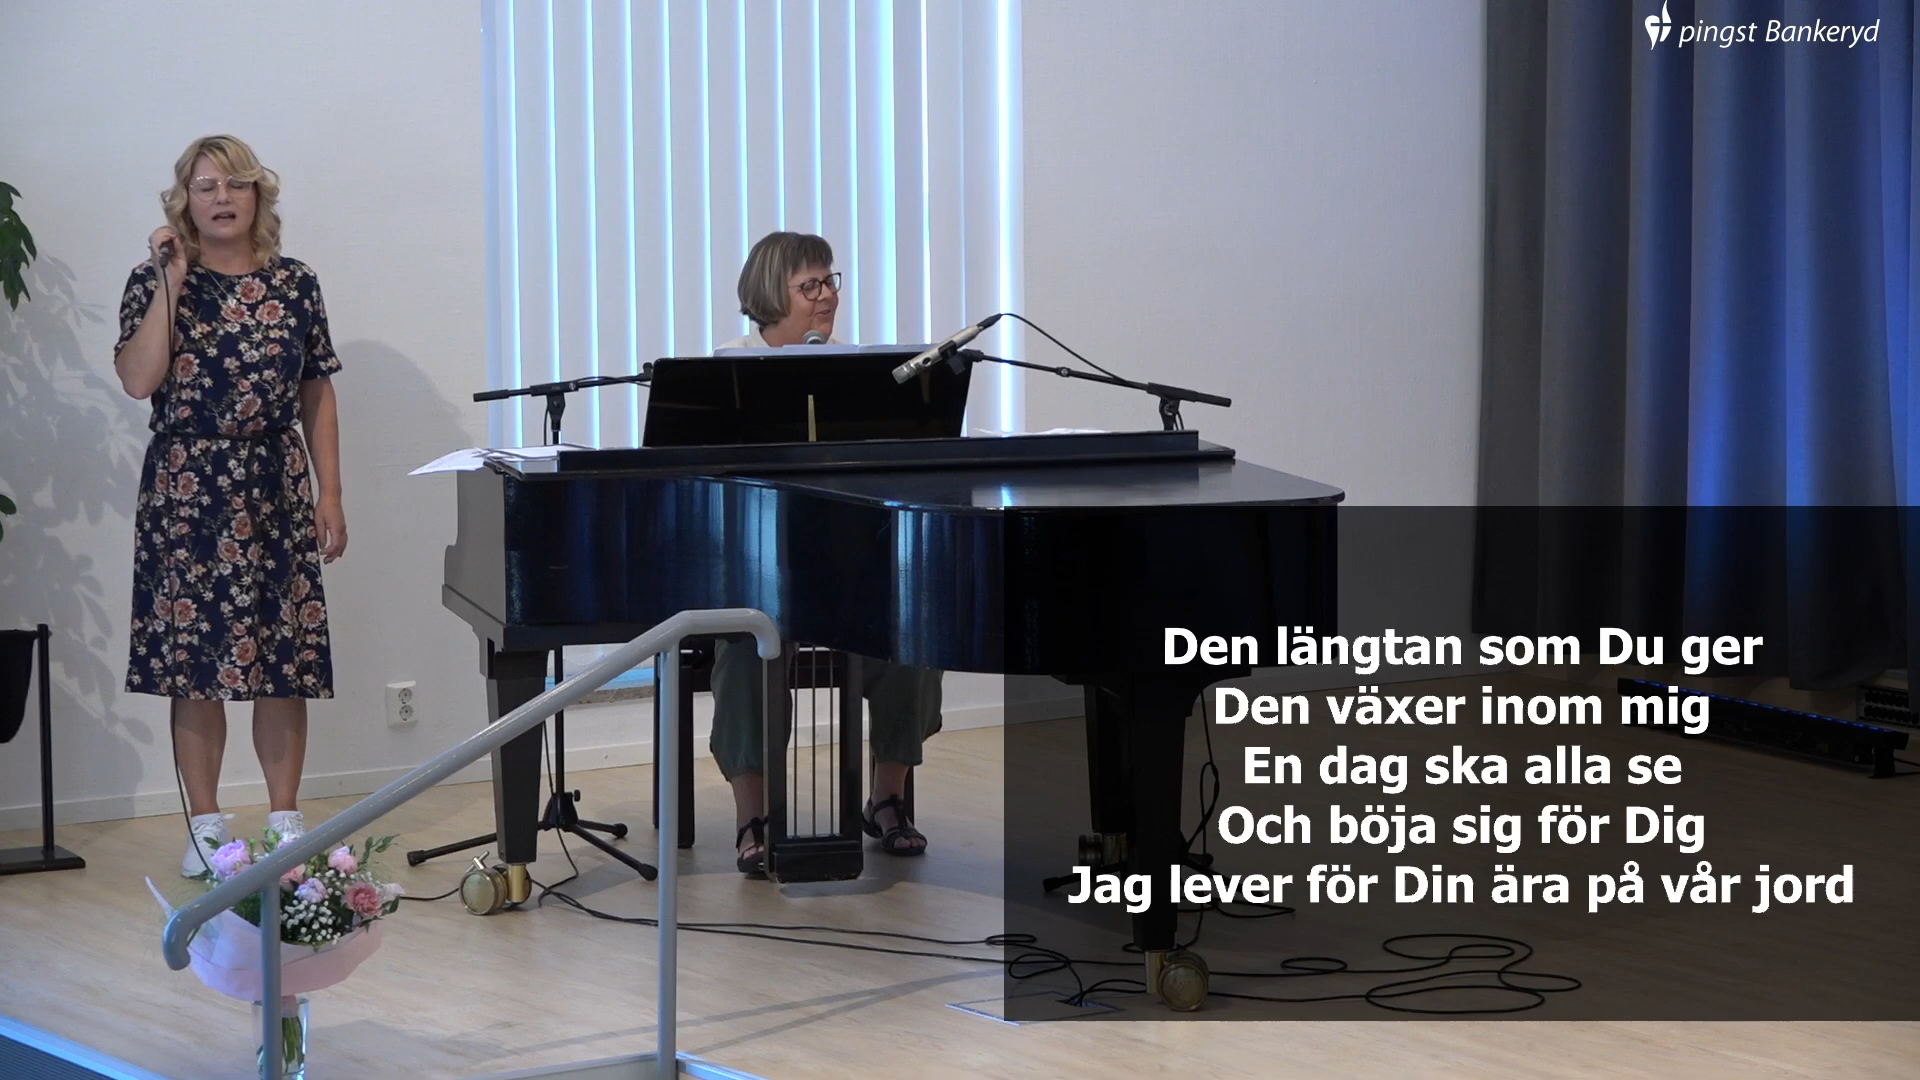 pingst Bankeryd
Den längtan som Du ger
Den växer inom mig
En dag ska alla se
Och böja sig för Dig
Jag lever för Din ära på vår jord